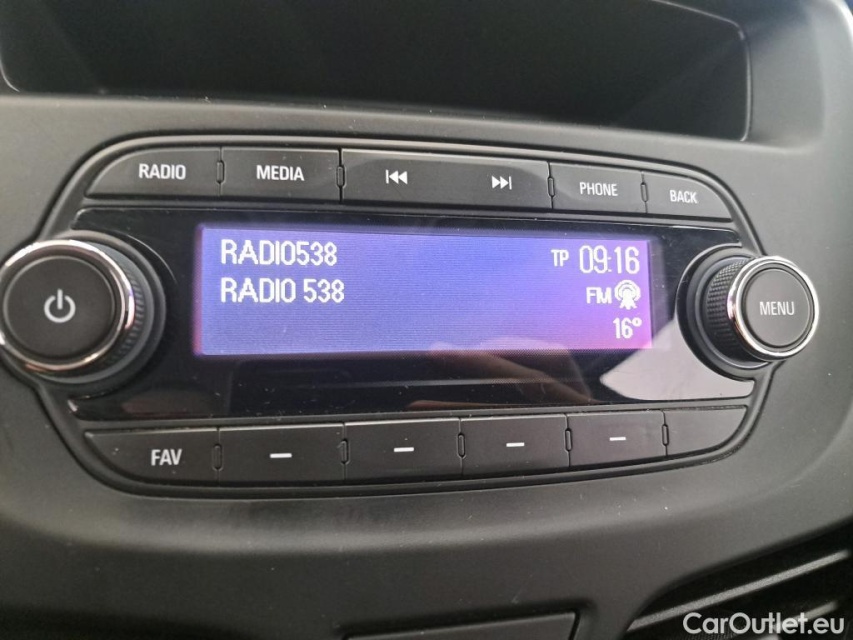 RADIO MEDIA PHONE BACK
RADIO538 TP 09:16
RADIO 538 FM
16°
MENU
FAV
CarOutlet.eu